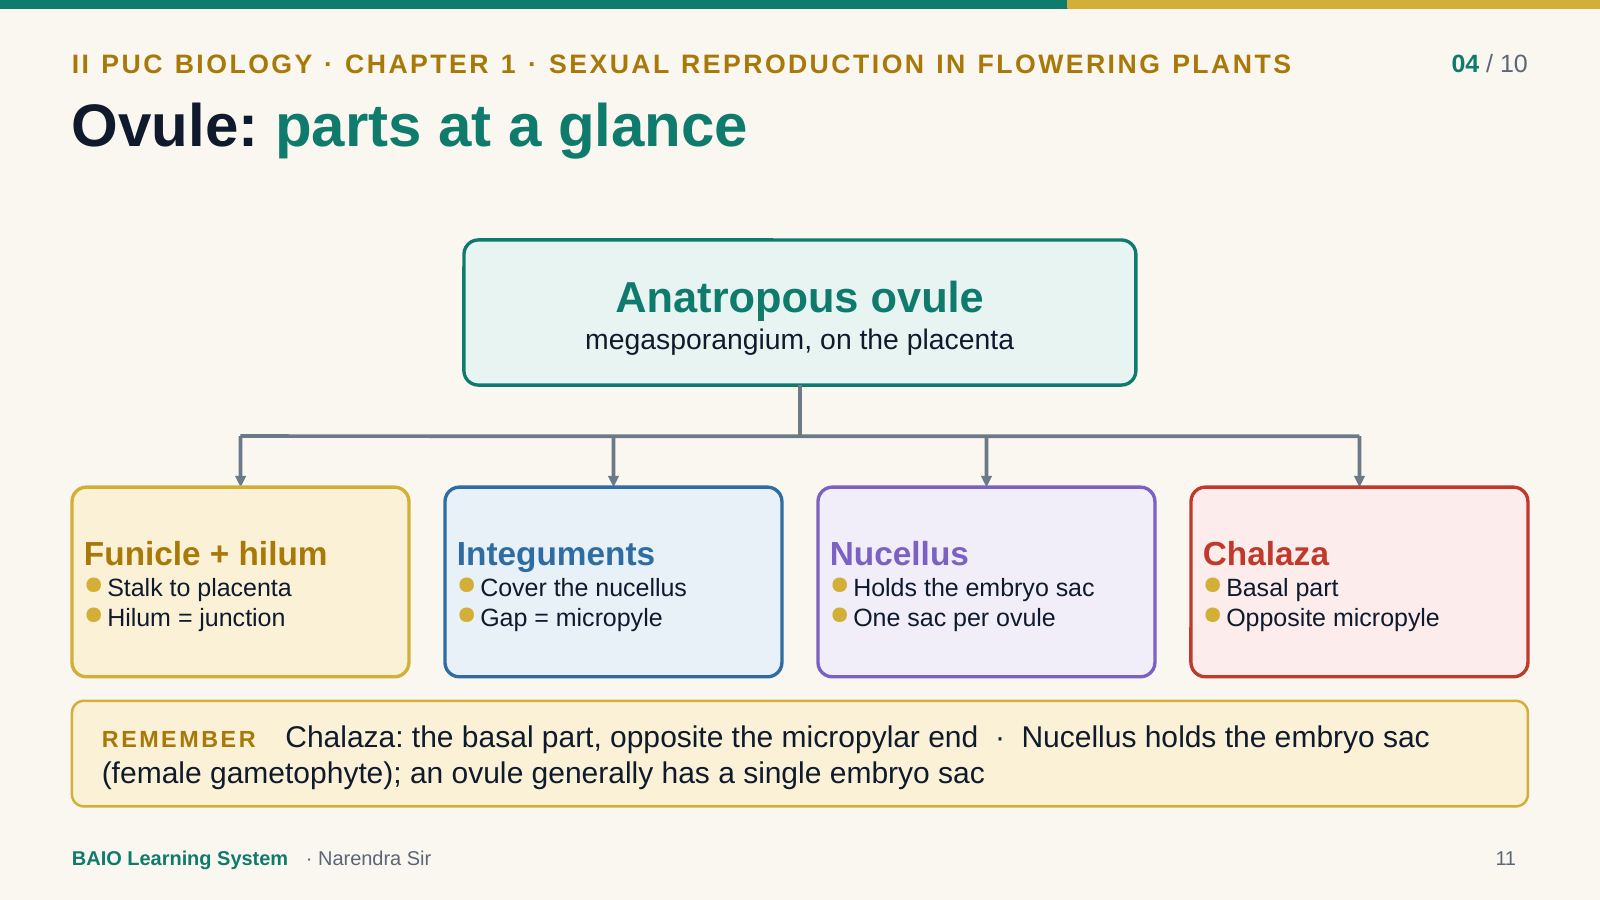 II PUC BIOLOGY · CHAPTER 1 · SEXUAL REPRODUCTION IN FLOWERING PLANTS
04 / 10
Ovule: parts at a glance
Anatropous ovule
megasporangium, on the placenta
Funicle + hilum
Stalk to placenta
Hilum = junction
Integuments
Cover the nucellus
Gap = micropyle
Nucellus
Holds the embryo sac
One sac per ovule
Chalaza
Basal part
Opposite micropyle
REMEMBER Chalaza: the basal part, opposite the micropylar end · Nucellus holds the embryo sac
(female gametophyte); an ovule generally has a single embryo sac
BAIO Learning System · Narendra Sir
11